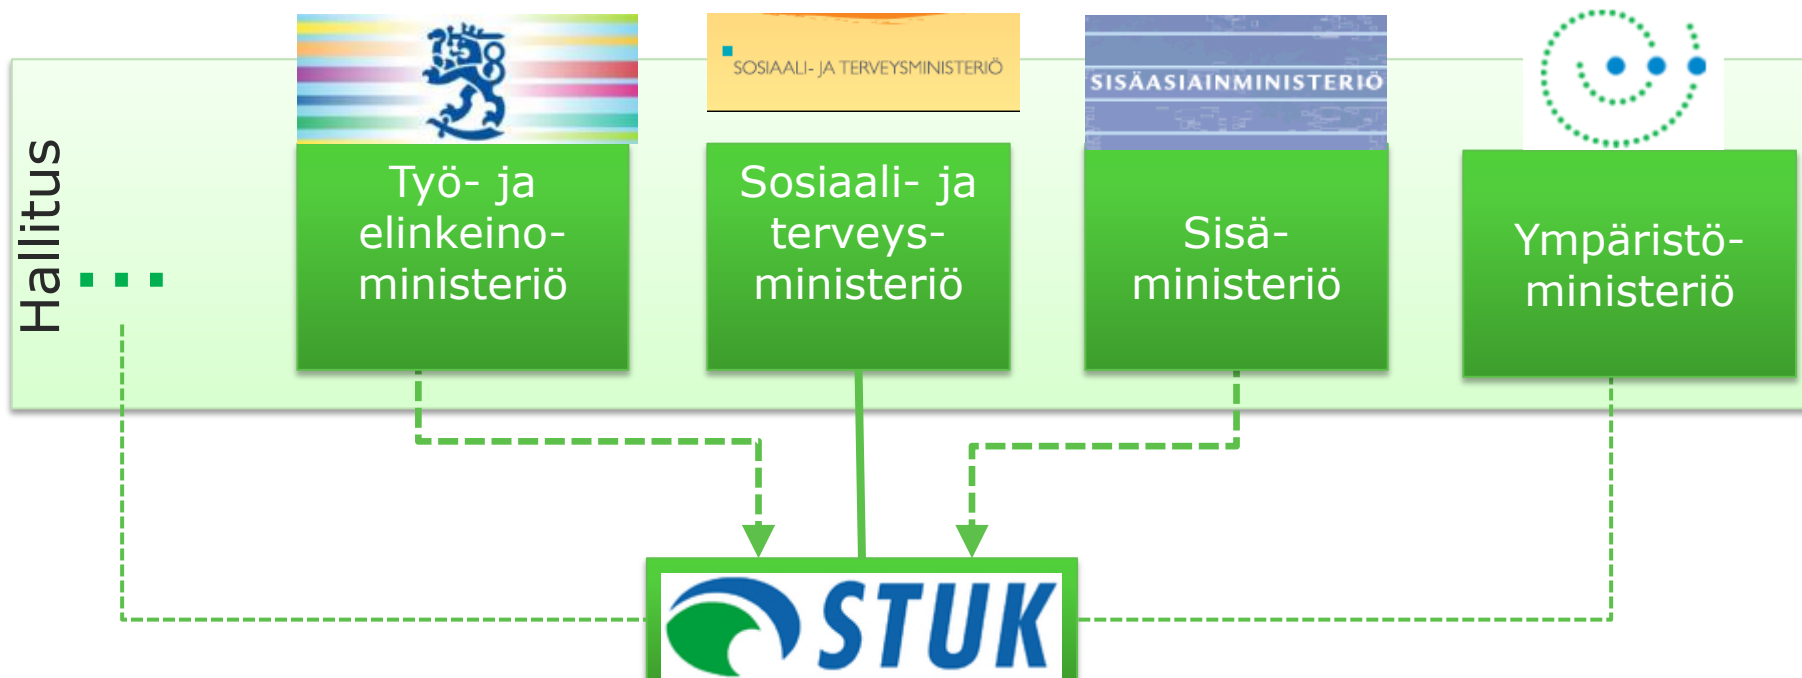 SOSIAALI- JA TERVEYSMINISTERIÖ
SISÄASIAINMINISTERIÖ
Hallitus
...
Työ- ja
elinkeino-
ministeriö
Sosiaali- ja
terveys-
ministeriö
Sisä-
ministeriö
Ympäristö-
ministeriö
STUK